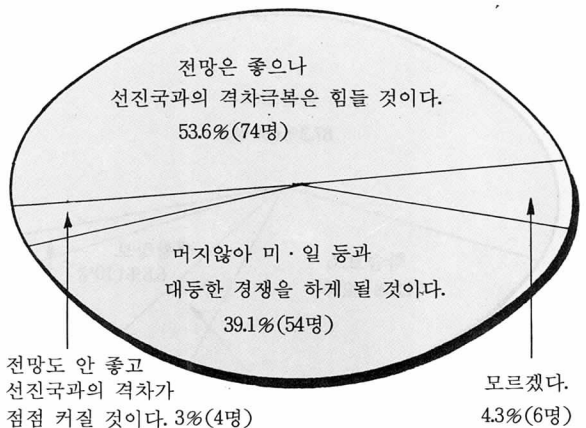 전망은 좋으나
선진국과의 격차극복은 힘들 것이다.
53.6%(74명)
머지않아 미·일 등과
대등한 경쟁을 하게 될 것이다.
39.1%(54명)
전망도 안 좋고
선진국과의 격차가
점점 커질 것이다. 3%(4명)
모르겠다.
4.3%(6명)